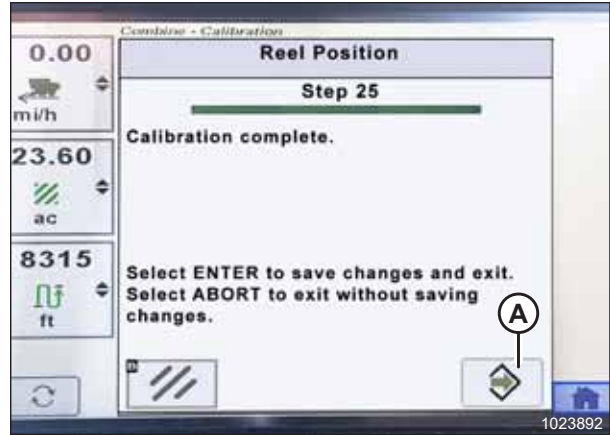 Combine - Calibration
0.00
mi/h
23.60
ac
8315
ft
Reel Position
Step 25
Calibration complete.
Select ENTER to save changes and exit.
Select ABORT to exit without saving
changes.
A
1023892